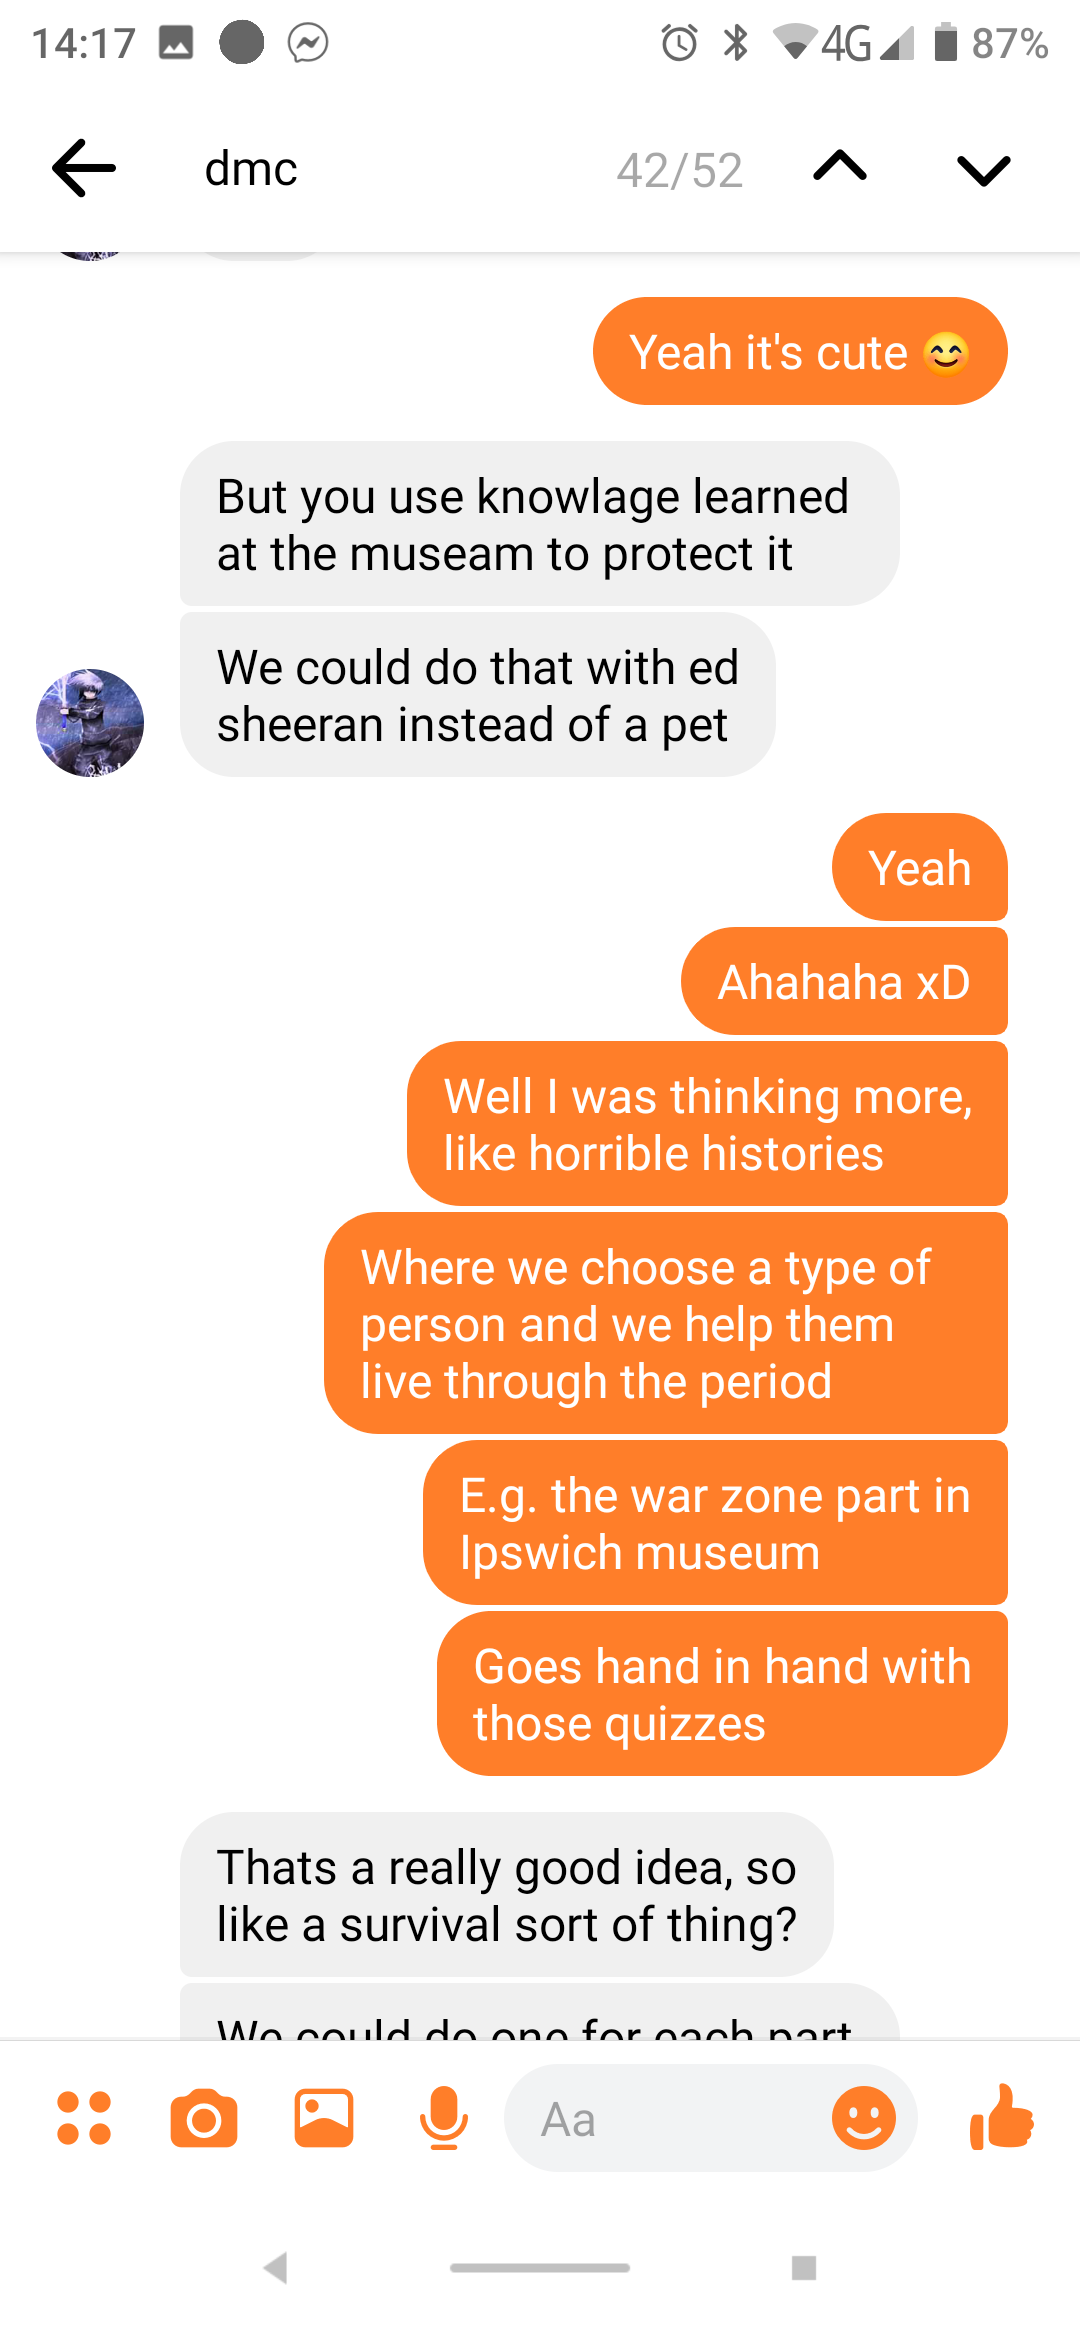 14:17 4G 87%
dmc 42/52
Yeah it's cute 😊
But you use knowlage learned
at the museam to protect it
We could do that with ed
sheeran instead of a pet
Yeah
Ahahaha xD
Well I was thinking more,
like horrible histories
Where we choose a type of
person and we help them
live through the period
E.g. the war zone part in
Ipswich museum
Goes hand in hand with
those quizzes
Thats a really good idea, so
like a survival sort of thing?
We could do one for each part
Aa